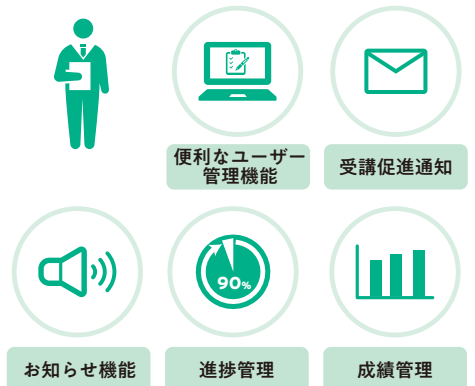 便利なユーザー
管理機能
受講促進通知
90%
お知らせ機能
進捗管理
成績管理